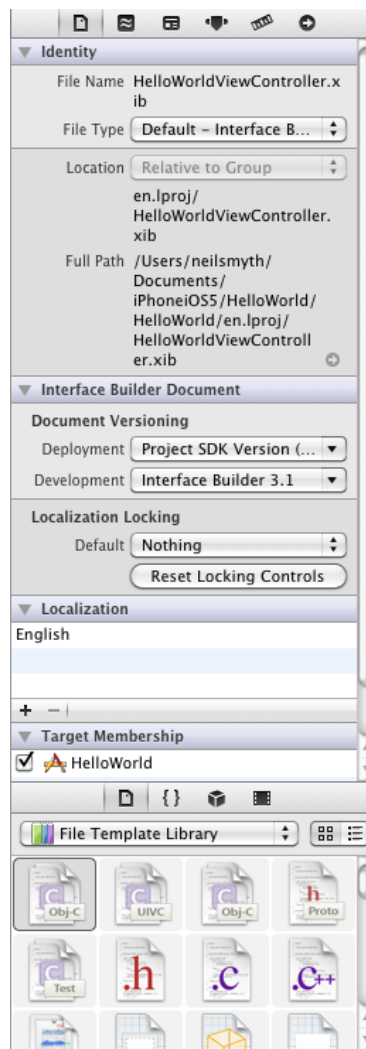 Identity
File Name HelloWorldViewController.x
ib
File Type Default - Interface B...
Location Relative to Group
en.lproj/
HelloWorldViewController.
xib
Full Path /Users/neilsmyth/
Documents/
iPhoneiOS5/HelloWorld/
HelloWorld/en.lproj/
HelloWorldViewControll
er.xib
Interface Builder Document
Document Versioning
Deployment Project SDK Version (...
Development Interface Builder 3.1
Localization Locking
Default Nothing
Reset Locking Controls
Localization
English
+ -
Target Membership
HelloWorld
{}
File Template Library
Obj-C UIVC Obj-C h Proto
Test .h .c .C++